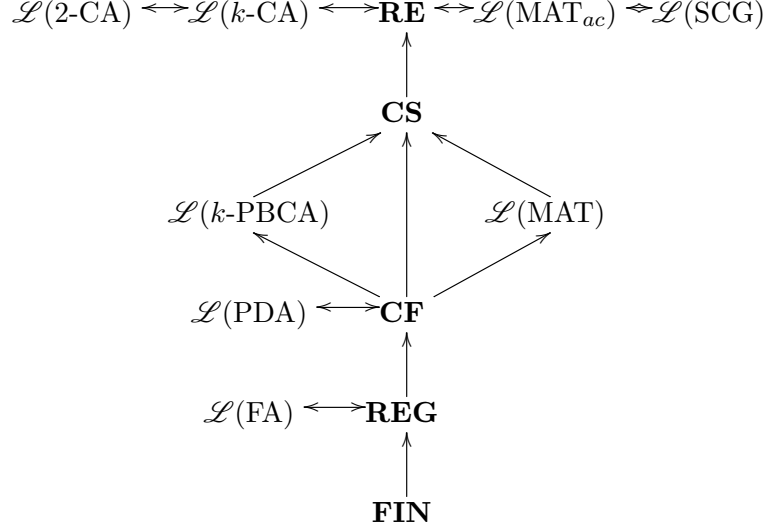 ℒ(2-CA) ℒ(k-CA) RE ℒ(MAT_ac) ℒ(SCG)
CS
ℒ(k-PBCA) ℒ(MAT)
ℒ(PDA) CF
ℒ(FA) REG
FIN